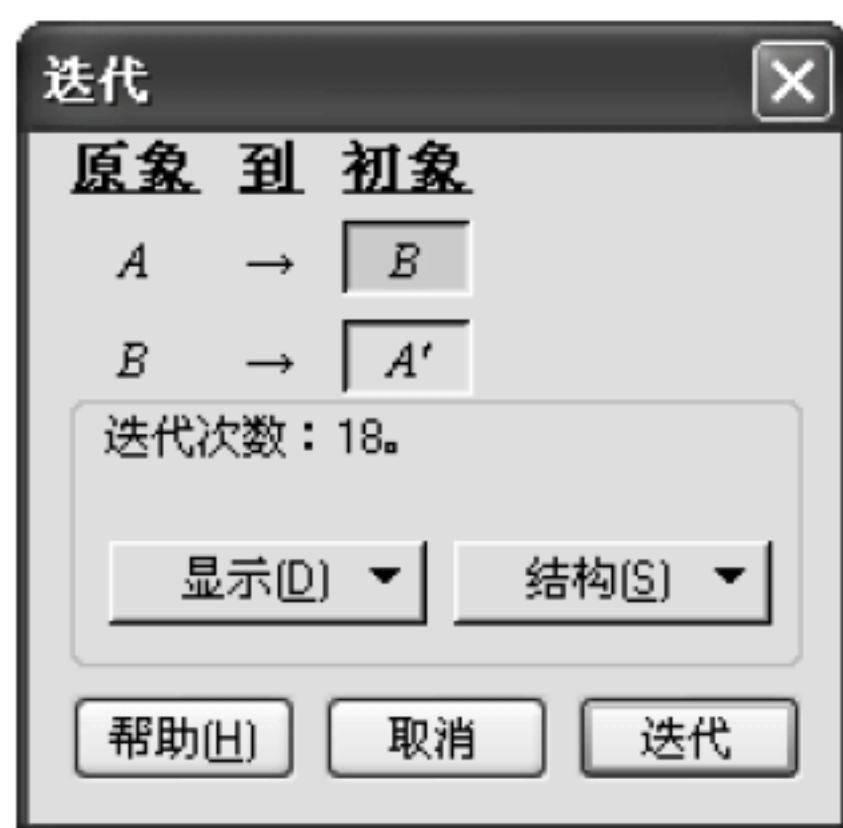 迭代
原象 到 初象
A → B
B → A'
迭代次数：18。
显示(D) 结构(S)
帮助(H) 取消 迭代